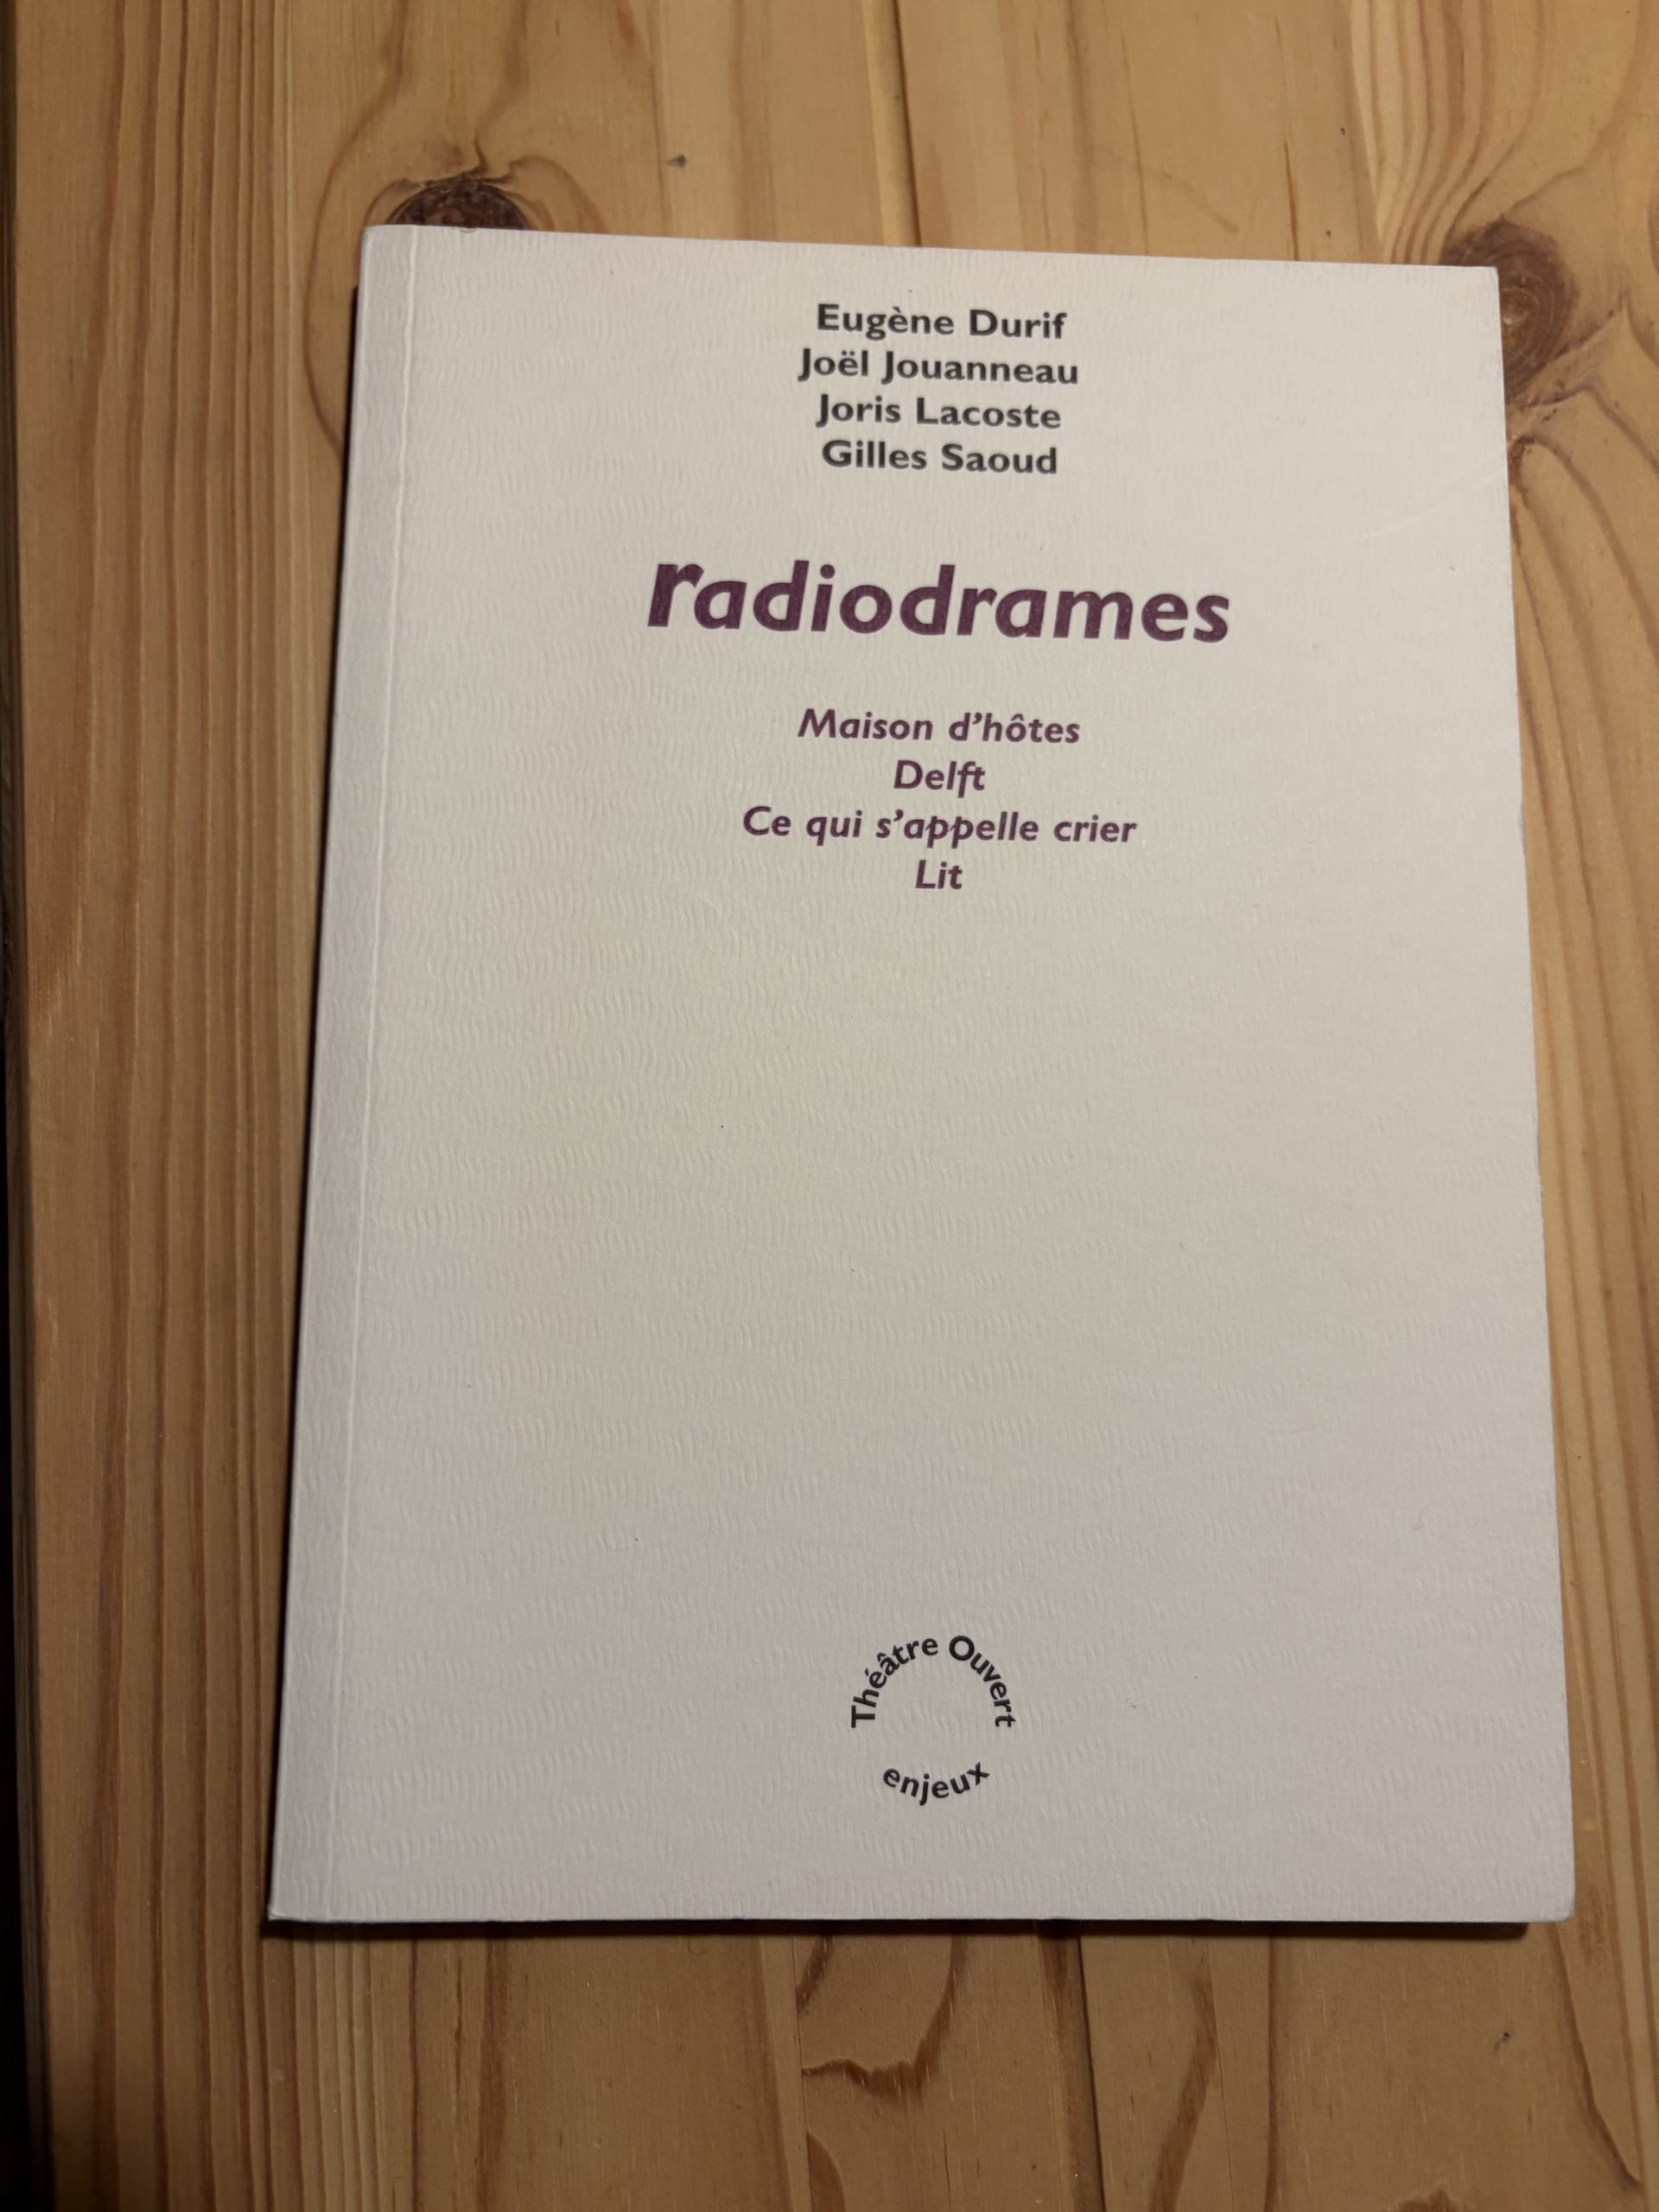 Eugène Durif
Joël Jouanneau
Joris Lacoste
Gilles Saoud
radiodrames
Maison d'hôtes
Delft
Ce qui s'appelle crier
Lit
Théâtre Ouvert
enjeux